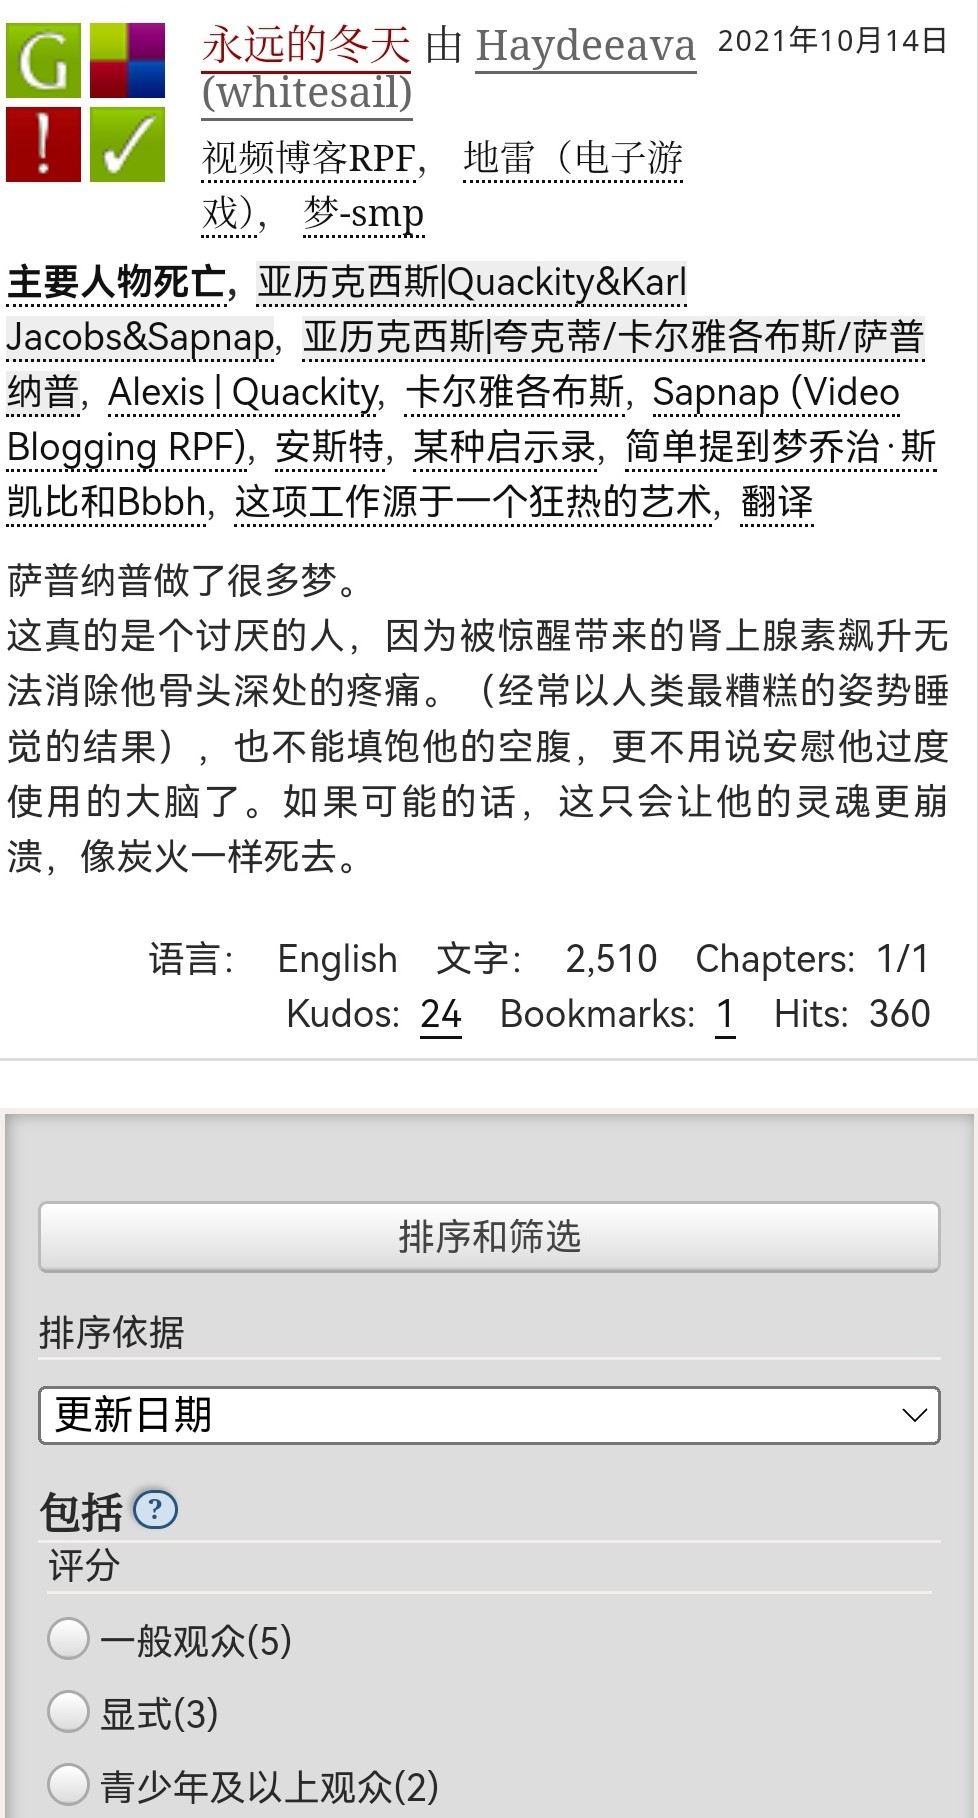 永远的冬天 由 Haydeeava
2021年10月14日
(whitesail)
视频博客RPF, 地雷（电子游
戏）, 梦-smp
主要人物死亡, 亚历克西斯|Quackity&Karl
Jacobs&Sapnap, 亚历克西斯|夸克蒂/卡尔雅各布斯/萨普
纳普, Alexis | Quackity, 卡尔雅各布斯, Sapnap (Video
Blogging RPF), 安斯特, 某种启示录, 简单提到梦乔治·斯
凯比和Bbbh, 这项工作源于一个狂热的艺术, 翻译
萨普纳普做了很多梦。
这真的是个讨厌的人，因为被惊醒带来的肾上腺素飙升无
法消除他骨头深处的疼痛。（经常以人类最糟糕的姿势睡
觉的结果），也不能填饱他的空腹，更不用说安慰他过度
使用的大脑了。如果可能的话，这只会让他的灵魂更崩
溃，像炭火一样死去。
语言： English 文字： 2,510 Chapters: 1/1
Kudos: 24 Bookmarks: 1 Hits: 360
排序和筛选
排序依据
更新日期
包括 ?
评分
一般观众(5)
显式(3)
青少年及以上观众(2)